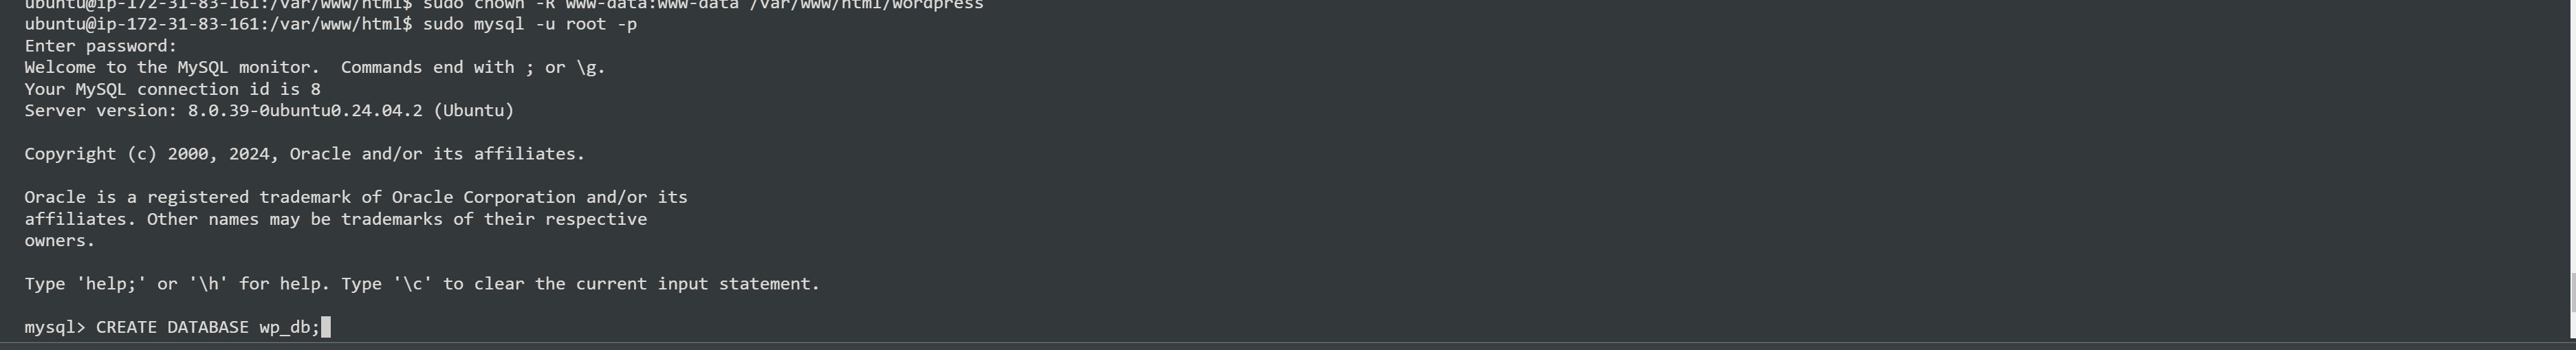 ubuntu@ip-172-31-83-161:/var/www/html$ sudo chown -R www-data:www-data /var/www/html/wordpress
ubuntu@ip-172-31-83-161:/var/www/html$ sudo mysql -u root -p
Enter password:
Welcome to the MySQL monitor.  Commands end with ; or \g.
Your MySQL connection id is 8
Server version: 8.0.39-0ubuntu0.24.04.2 (Ubuntu)

Copyright (c) 2000, 2024, Oracle and/or its affiliates.

Oracle is a registered trademark of Oracle Corporation and/or its
affiliates. Other names may be trademarks of their respective
owners.

Type 'help;' or '\h' for help. Type '\c' to clear the current input statement.

mysql> CREATE DATABASE wp_db;